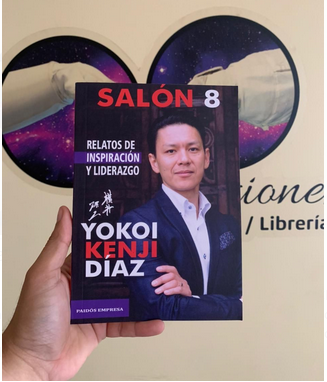 SALÓN 8
RELATOS DE
INSPIRACIÓN
Y LIDERAZGO
YOKOI
KENJI
DÍAZ
PAIDÓS EMPRESA
/ Librería